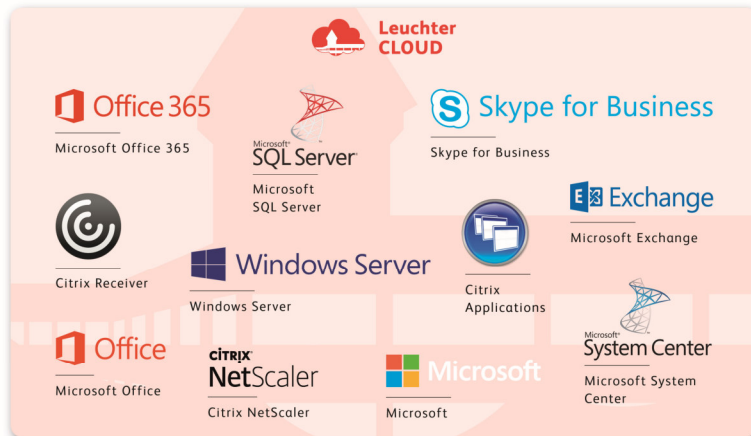 Leuchter
CLOUD
Office 365
Microsoft Office 365
Microsoft®
SQL Server®
Microsoft
SQL Server
S Skype for Business
Skype for Business
E Exchange
Microsoft Exchange
Citrix Receiver
Windows Server
Windows Server
Citrix
Applications
Office
Microsoft Office
CITRIX®
NetScaler
Citrix NetScaler
Microsoft
Microsoft
Microsoft®
System Center
Microsoft System
Center